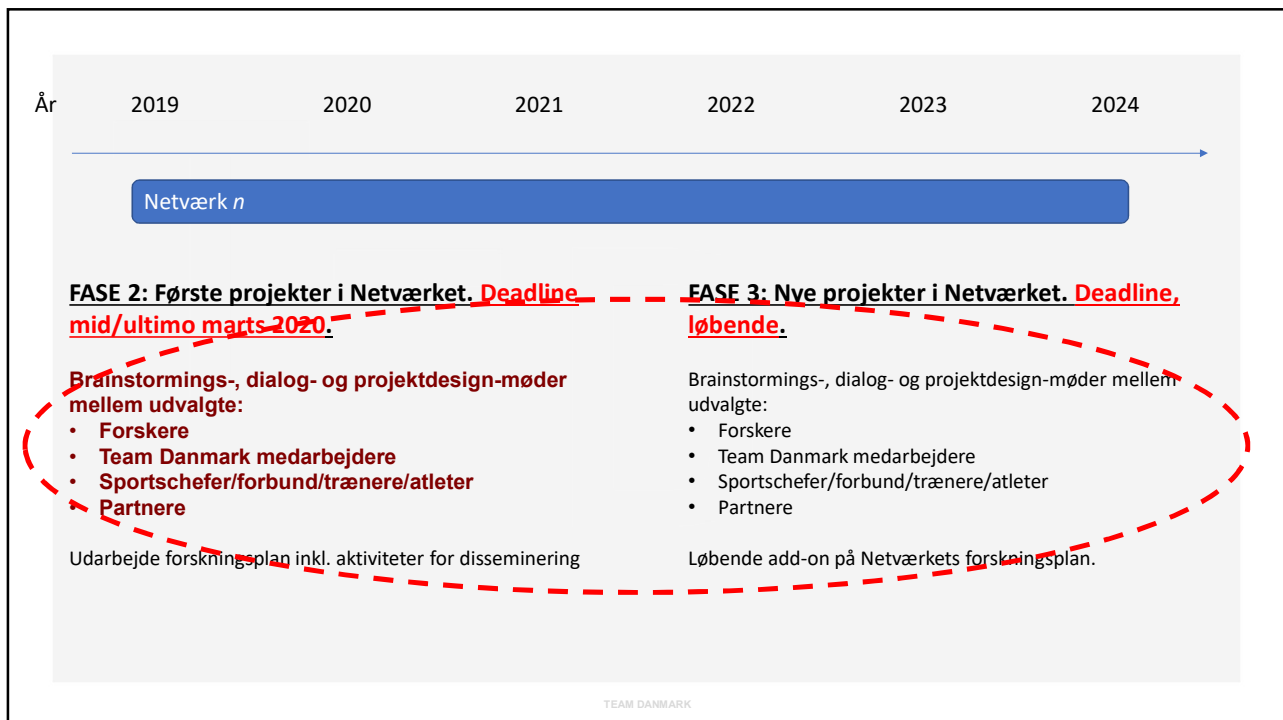 År 2019 2020 2021 2022 2023 2024
Netværk n
FASE 2: Første projekter i Netværket. Deadline
mid/ultimo marts 2020.
Brainstormings-, dialog- og projektdesign-møder
mellem udvalgte:
• Forskere
• Team Danmark medarbejdere
• Sportschefer/forbund/trænere/atleter
• Partnere
Udarbejde forskningsplan inkl. aktiviteter for disseminering
FASE 3: Nye projekter i Netværket. Deadline,
løbende.
Brainstormings-, dialog- og projektdesign-møder mellem
udvalgte:
• Forskere
• Team Danmark medarbejdere
• Sportschefer/forbund/trænere/atleter
• Partnere
Løbende add-on på Netværkets forskningsplan.
TEAM DANMARK